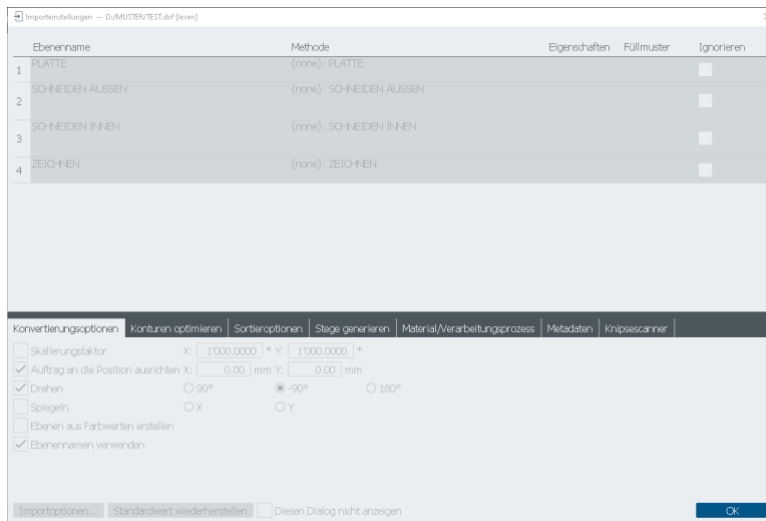 Importeinstellungen -- D:/MUSTER/TEST.dxf [lesen]
Ebenenname Methode Eigenschaften Füllmuster Ignorieren
1 PLATTE {none}: PLATTE
2 SCHNEIDEN AUSSEN {none}: SCHNEIDEN AUSSEN
3 SCHNEIDEN INNEN {none}: SCHNEIDEN INNEN
4 ZEICHNEN {none}: ZEICHNEN
Konvertierungsoptionen Konturen optimieren Sortieroptionen Stege generieren Material/Verarbeitungsprozess Metadaten Knipsescanner
Skalierungsfaktor X: 1'000.0000 * Y: 1'000.0000 *
Auftrag an die Position ausrichten X: 0.00 mm Y: 0.00 mm
Drehen 90° -90° 180°
Spiegeln X Y
Ebenen aus Farbwerten erstellen
Ebenennamen verwenden
Importoptionen... Standardwert wiederherstellen Diesen Dialog nicht anzeigen OK